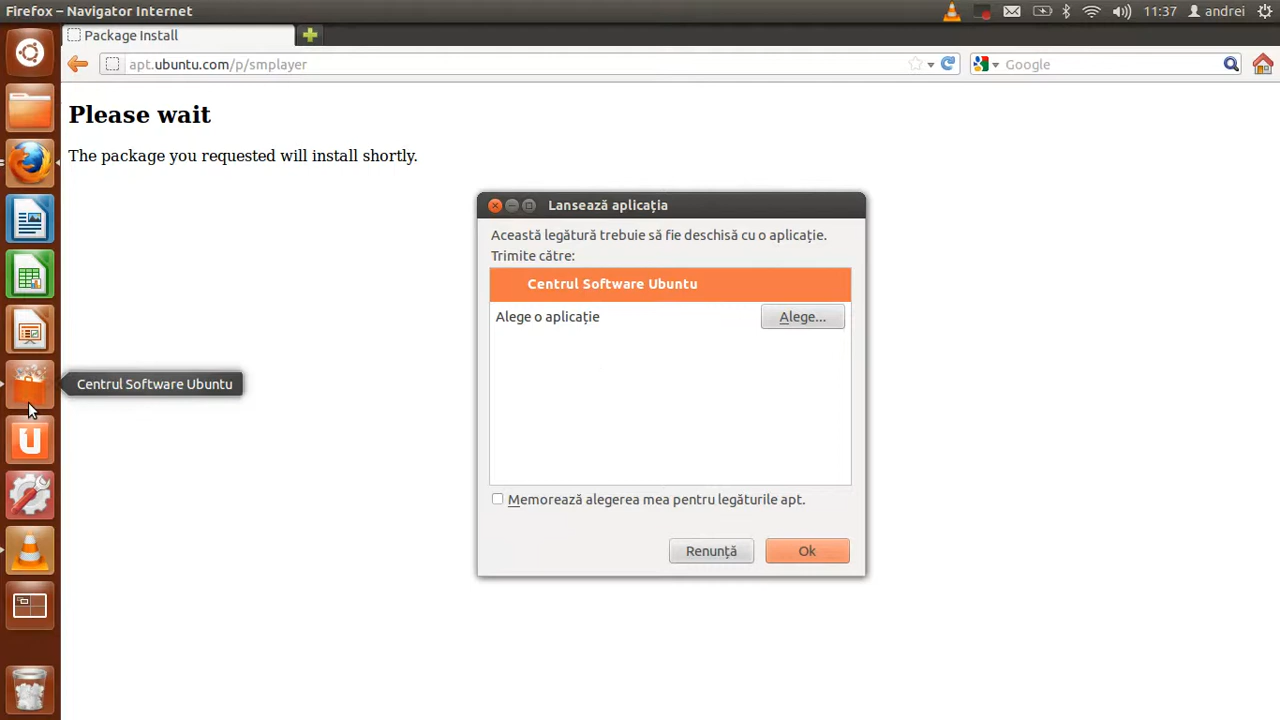 Firefox – Navigator Internet
11:37
andrei
Package Install
apt.ubuntu.com/p/smplayer
Google
Please wait
The package you requested will install shortly.
Lansează aplicația
Această legătură trebuie să fie deschisă cu o aplicație.
Trimite către:
Centrul Software Ubuntu
Alege o aplicație
Alege...
Centrul Software Ubuntu
Memorează alegerea mea pentru legăturile apt.
Renunță
Ok